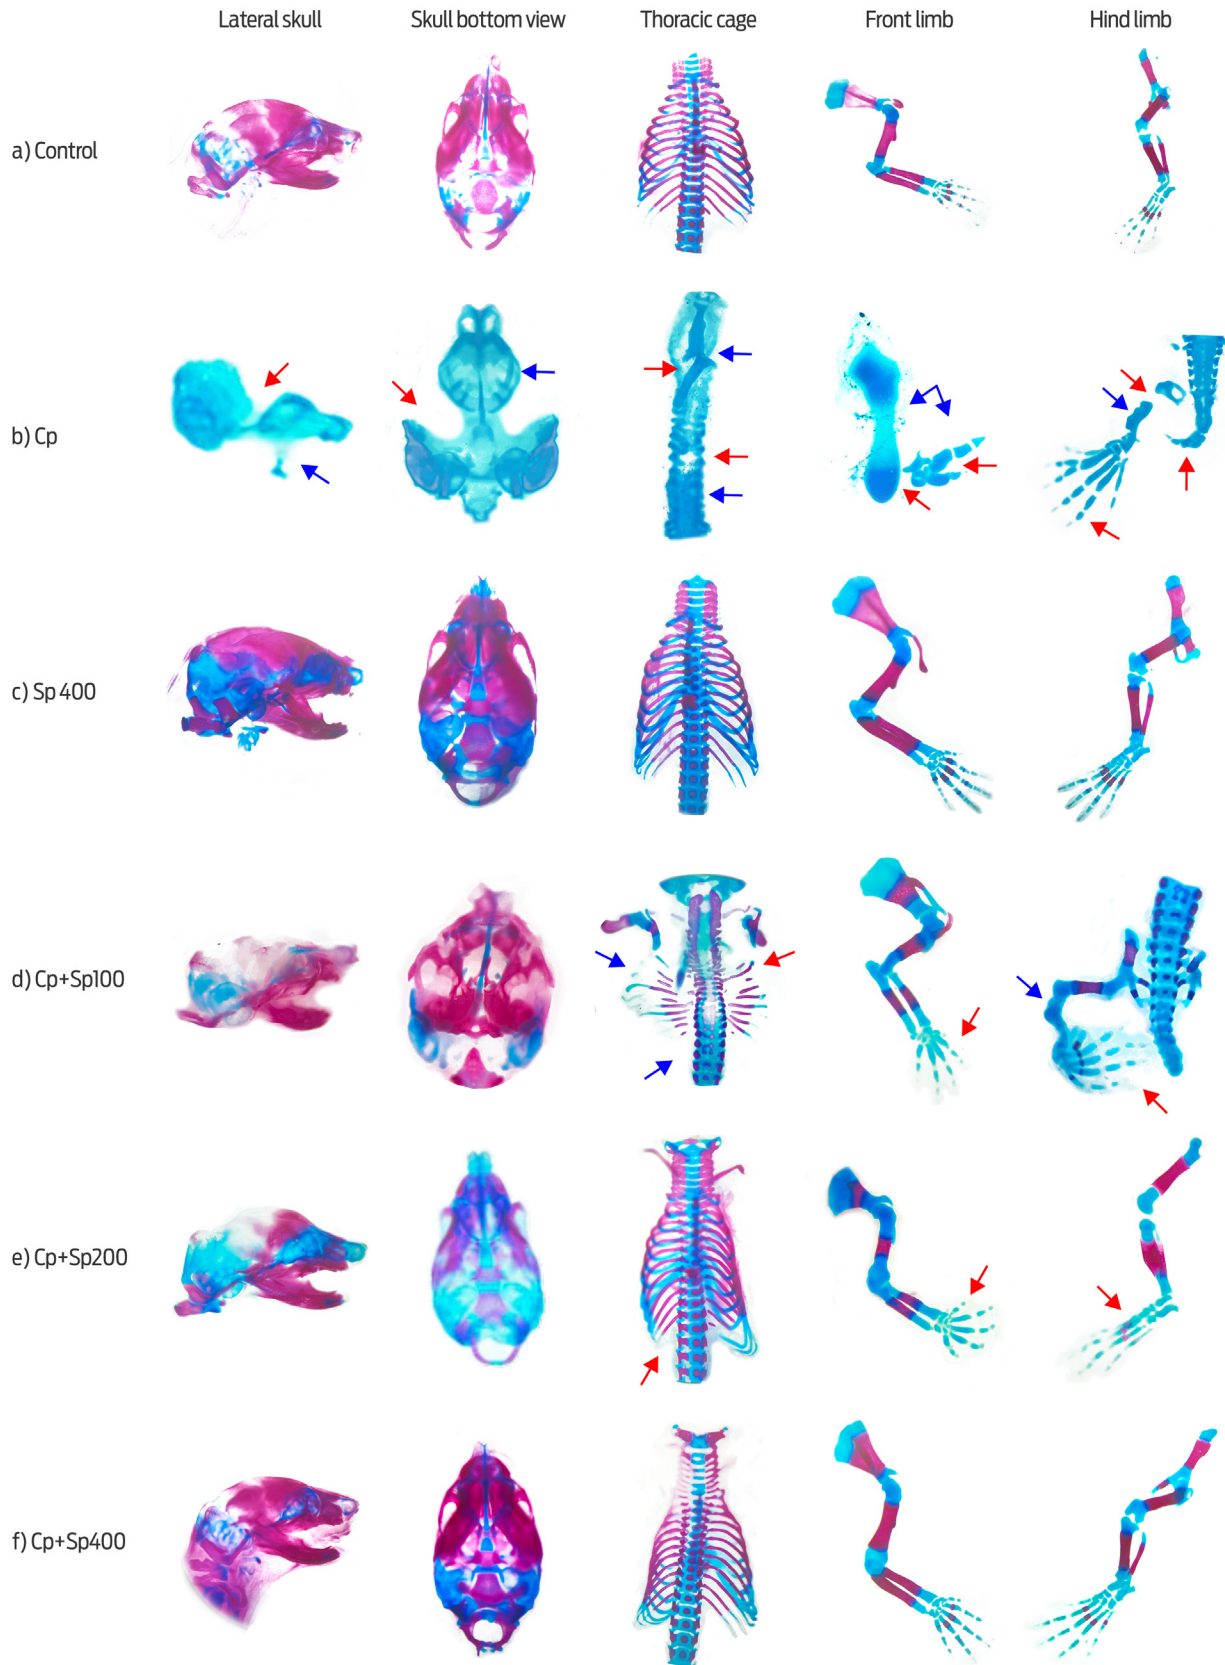 Lateral skull Skull bottom view Thoracic cage Front limb Hind limb
a) Control
b) Cp
c) Sp 400
d) Cp+Sp100
e) Cp+Sp200
f) Cp+Sp400